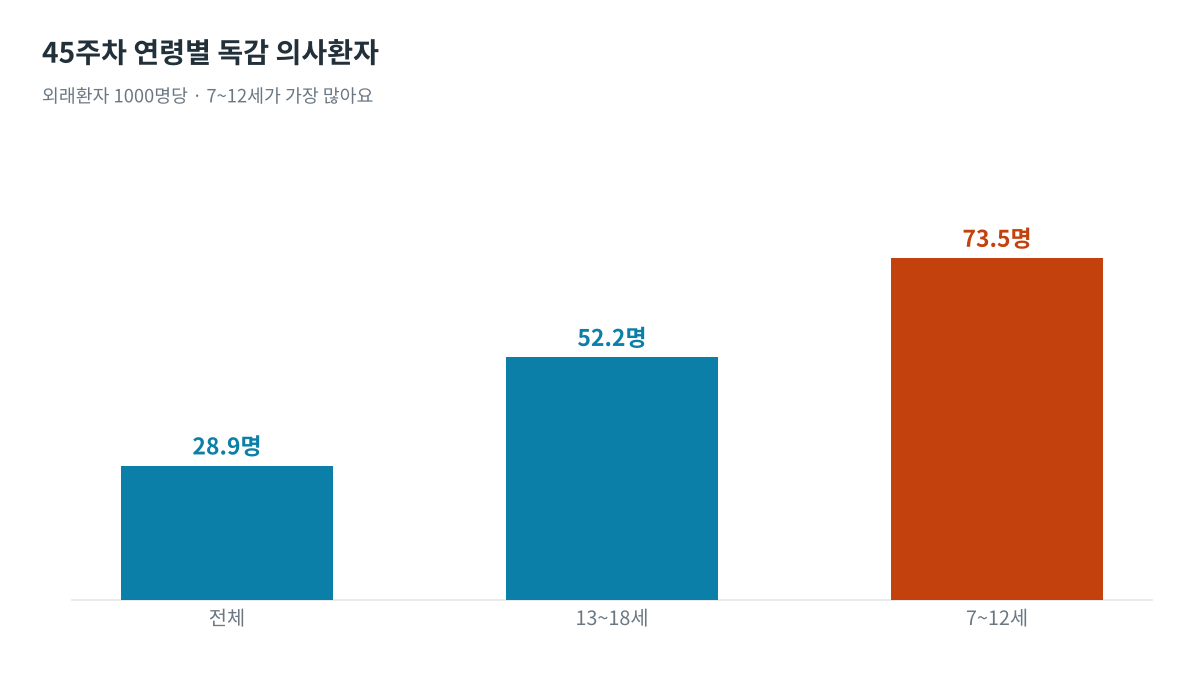 45주차 연령별 독감 의사환자
외래환자 1000명당 · 7~12세가 가장 많아요
73.5명
52.2명
28.9명
전체
13~18세
7~12세